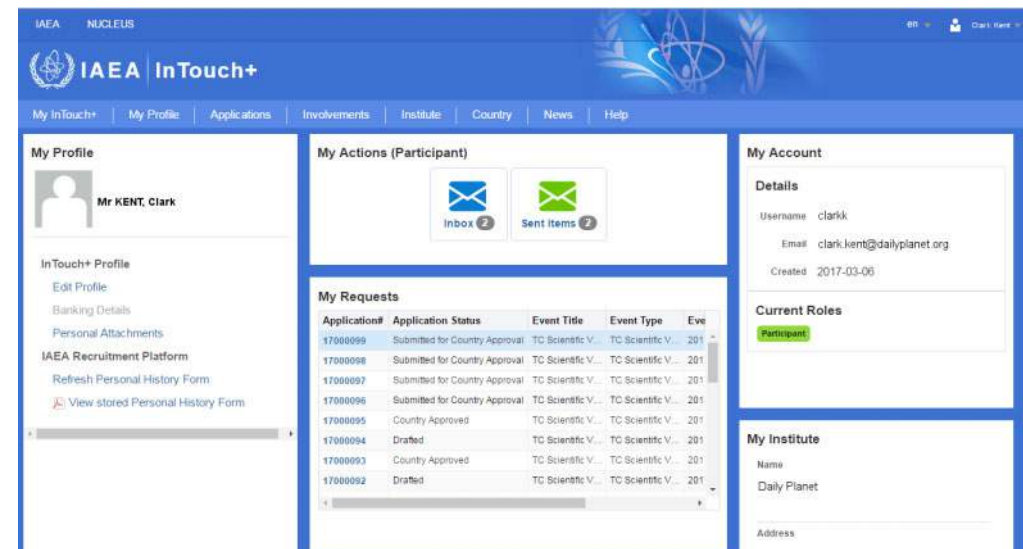 IAEA NUCLEUS
en Clark Kent
IAEA InTouch+
My InTouch+ My Profile Applications Involvements Institute Country News Help
My Profile
Mr KENT, Clark
InTouch+ Profile
Edit Profile
Banking Details
Personal Attachments
IAEA Recruitment Platform
Refresh Personal History Form
View stored Personal History Form
My Actions (Participant)
Inbox 2 Sent Items 2
My Requests
Application# Application Status Event Title Event Type Eve
17000099 Submitted for Country Approval TC Scientific V... TC Scientific V... 201
17000098 Submitted for Country Approval TC Scientific V... TC Scientific V... 201
17000097 Submitted for Country Approval TC Scientific V... TC Scientific V... 201
17000096 Submitted for Country Approval TC Scientific V... TC Scientific V... 201
17000095 Country Approved TC Scientific V... TC Scientific V... 201
17000094 Drafted TC Scientific V... TC Scientific V... 201
17000093 Country Approved TC Scientific V... TC Scientific V... 201
17000092 Drafted TC Scientific V... TC Scientific V... 201
My Account
Details
Username clarkk
Email clark.kent@dailyplanet.org
Created 2017-03-06
Current Roles
Participant
My Institute
Name
Daily Planet
Address